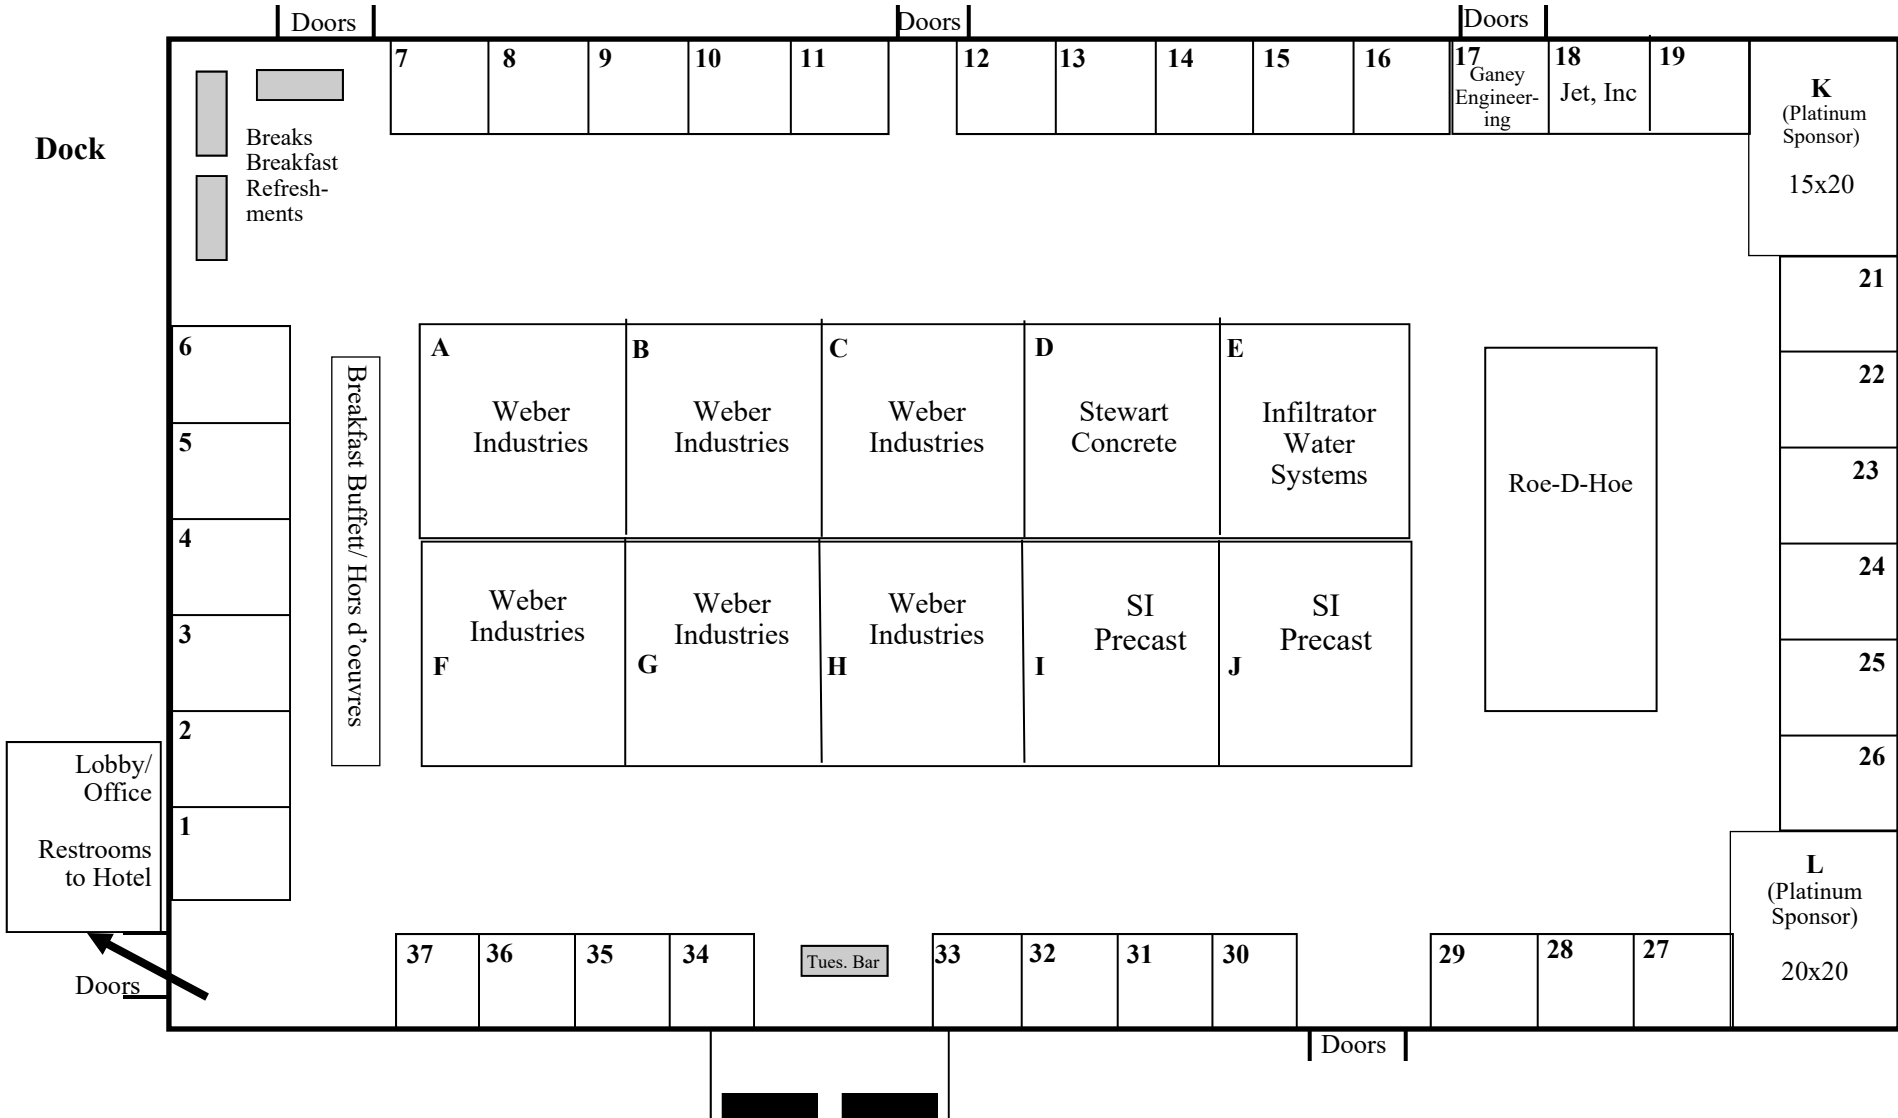 Doors
Doors
Doors
7
8
9
10
11
12
13
14
15
16
17
Ganey
Engineer-
ing
18
Jet, Inc
19
K
(Platinum
Sponsor)
15x20
Dock
Breaks
Breakfast
Refresh-
ments
21
22
23
24
25
26
6
5
4
3
2
1
Breakfast Buffett/ Hors d'oeuvres
A
Weber
Industries
B
Weber
Industries
C
Weber
Industries
D
Stewart
Concrete
E
Infiltrator
Water
Systems
Roe-D-Hoe
Weber
Industries
F
Weber
Industries
G
Weber
Industries
H
SI
Precast
I
SI
Precast
J
Lobby/
Office
Restrooms
to Hotel
Doors
L
(Platinum
Sponsor)
20x20
37
36
35
34
Tues. Bar
33
32
31
30
29
28
27
Doors